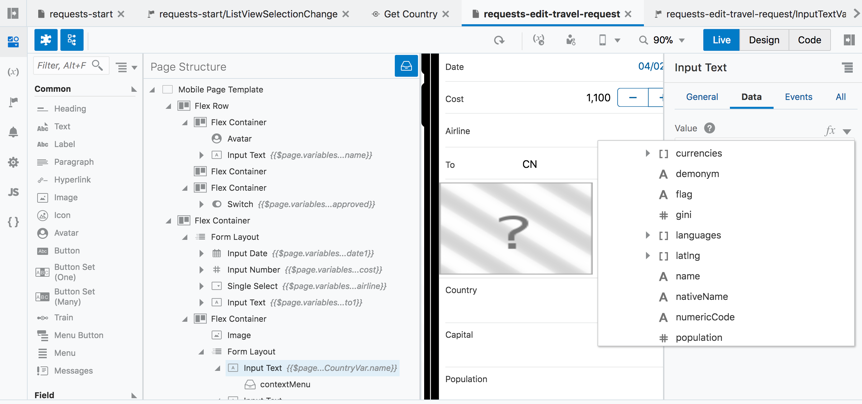 requests-start
requests-start/ListViewSelectionChange
Get Country
requests-edit-travel-request
requests-edit-travel-request/InputTextVa
90%
Live
Design
Code
Filter, Alt+F
Common
Heading
Text
Label
Paragraph
Hyperlink
Image
Icon
Avatar
Button
Button Set
(One)
Button Set
(Many)
Train
Menu Button
Menu
Messages
Field
Page Structure
Mobile Page Template
Flex Row
Flex Container
Avatar
Input Text {{$page.variables...name}}
Flex Container
Flex Container
Switch {{$page.variables...approved}}
Flex Container
Form Layout
Input Date {{$page.variables...date1}}
Input Number {{$page.variables...cost}}
Single Select {{$page.variables...airline}}
Input Text {{$page.variables...to1}}
Flex Container
Image
Form Layout
Input Text {{$page...CountryVar.name}}
contextMenu
Date 04/02
Cost 1,100
Airline
To CN
Country
Capital
Population
Input Text
General
Data
Events
All
Value
fx
currencies
demonym
flag
gini
languages
latlng
name
nativeName
numericCode
population